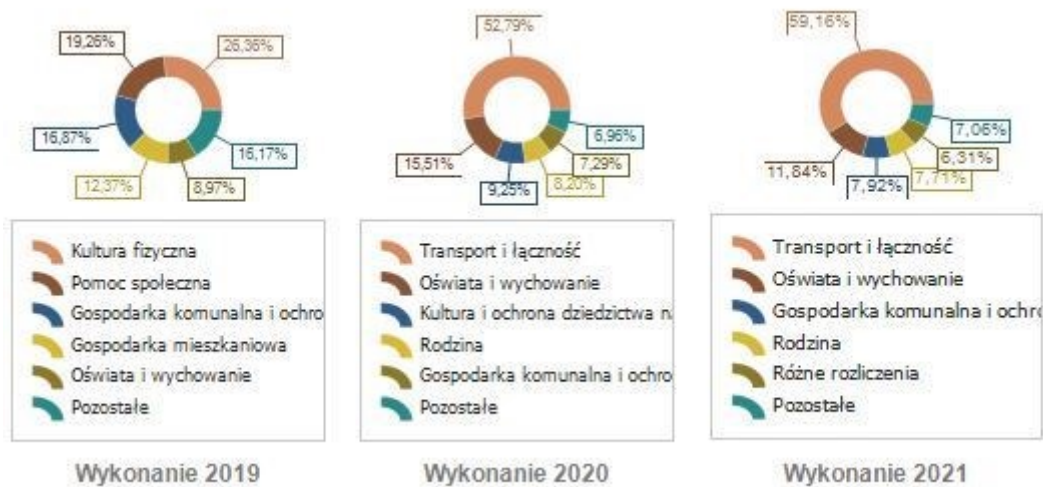 19,26%
26,36%
16,87%
16,17%
12,37%
8,97%
Kultura fizyczna
Pomoc społeczna
Gospodarka komunalna i ochro
Gospodarka mieszkaniowa
Oświata i wychowanie
Pozostałe
Wykonanie 2019
52,79%
6,96%
15,51%
7,29%
9,25%
8,20%
Transport i łączność
Oświata i wychowanie
Kultura i ochrona dziedzictwa na
Rodzina
Gospodarka komunalna i ochro
Pozostałe
Wykonanie 2020
59,16%
7,06%
11,84%
6,31%
7,92%
7,71%
Transport i łączność
Oświata i wychowanie
Gospodarka komunalna i ochro
Rodzina
Różne rozliczenia
Pozostałe
Wykonanie 2021